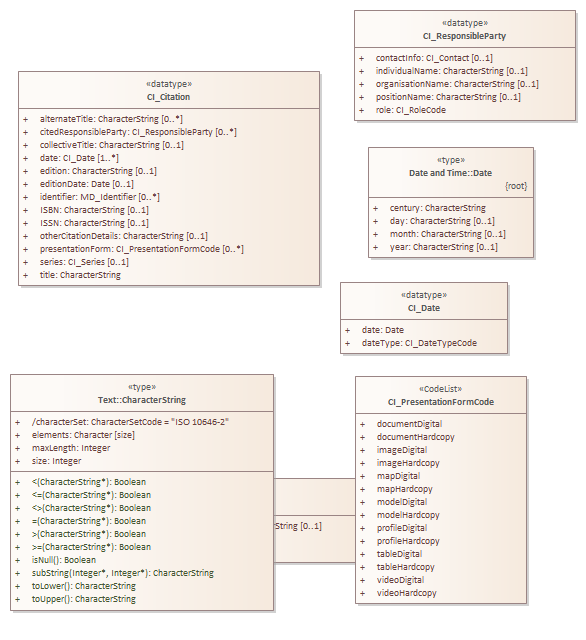 «datatype»
CI_ResponsibleParty
+ contactInfo: CI_Contact [0..1]
+ individualName: CharacterString [0..1]
+ organisationName: CharacterString [0..1]
+ positionName: CharacterString [0..1]
+ role: CI_RoleCode
«datatype»
CI_Citation
+ alternateTitle: CharacterString [0..*]
+ citedResponsibleParty: CI_ResponsibleParty [0..*]
+ collectiveTitle: CharacterString [0..1]
+ date: CI_Date [1..*]
+ edition: CharacterString [0..1]
+ editionDate: Date [0..1]
+ identifier: MD_Identifier [0..*]
+ ISBN: CharacterString [0..1]
+ ISSN: CharacterString [0..1]
+ otherCitationDetails: CharacterString [0..1]
+ presentationForm: CI_PresentationFormCode [0..*]
+ series: CI_Series [0..1]
+ title: CharacterString
«type»
Date and Time::Date
{root}
+ century: CharacterString
+ day: CharacterString [0..1]
+ month: CharacterString [0..1]
+ year: CharacterString [0..1]
«datatype»
CI_Date
+ date: Date
+ dateType: CI_DateTypeCode
«type»
Text::CharacterString
+ /characterSet: CharacterSetCode = "ISO 10646-2"
+ elements: Character [size]
+ maxLength: Integer
+ size: Integer
+ <(CharacterString*): Boolean
+ <=(CharacterString*): Boolean
+ <>(CharacterString*): Boolean
+ =(CharacterString*): Boolean
+ >(CharacterString*): Boolean
+ >=(CharacterString*): Boolean
+ isNull(): Boolean
+ subString(Integer*, Integer*): CharacterString
+ toLower(): CharacterString
+ toUpper(): CharacterString
rString [0..1]
«CodeList»
CI_PresentationFormCode
+ documentDigital
+ documentHardcopy
+ imageDigital
+ imageHardcopy
+ mapDigital
+ mapHardcopy
+ modelDigital
+ modelHardcopy
+ profileDigital
+ profileHardcopy
+ tableDigital
+ tableHardcopy
+ videoDigital
+ videoHardcopy